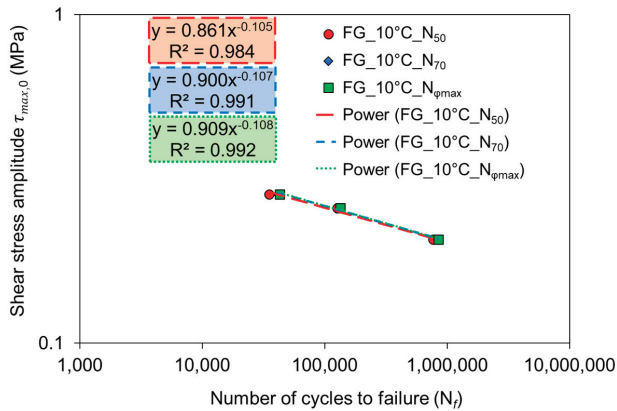 1
y = 0.861x⁻⁰·¹⁰⁵
R² = 0.984
y = 0.900x⁻⁰·¹⁰⁷
R² = 0.991
y = 0.909x⁻⁰·¹⁰⁸
R² = 0.992
FG_10°C_N₅₀
FG_10°C_N₇₀
FG_10°C_Nφmax
Power (FG_10°C_N₅₀)
Power (FG_10°C_N₇₀)
Power (FG_10°C_Nφmax)
Shear stress amplitude τmax,0 (MPa)
0.1
1,000 10,000 100,000 1,000,000 10,000,000
Number of cycles to failure (Nf)